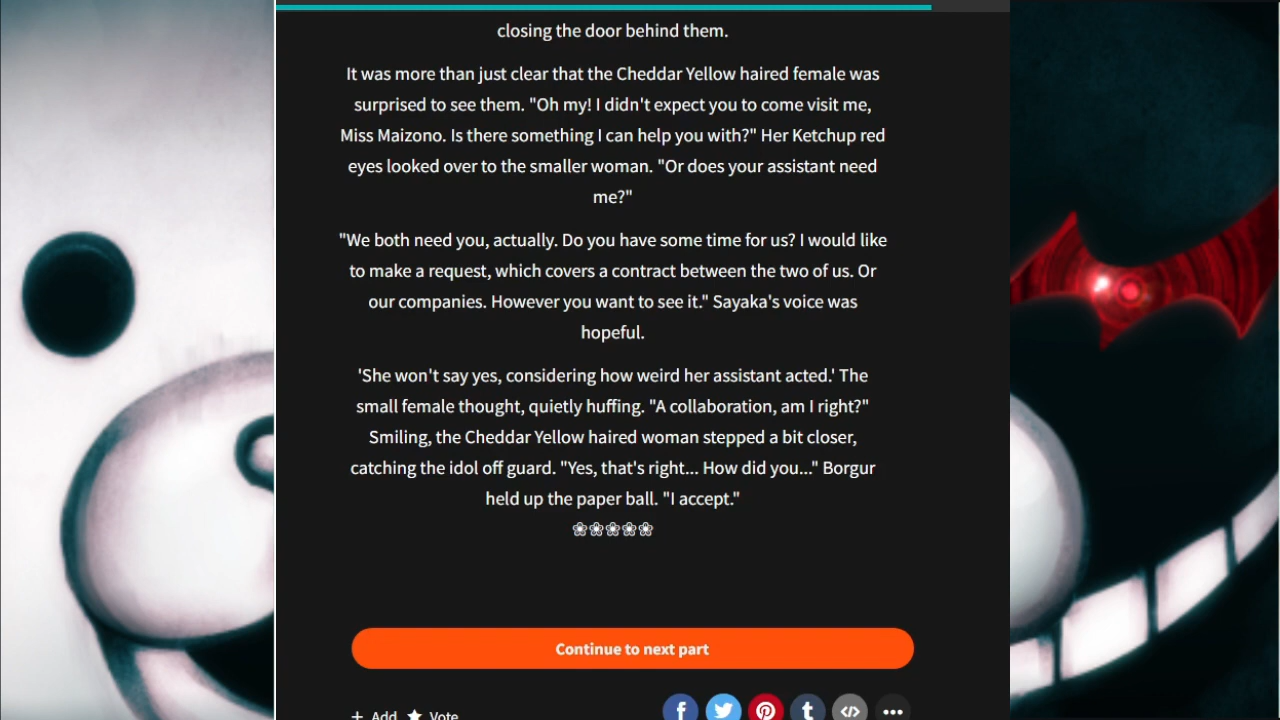 closing the door behind them.
It was more than just clear that the Cheddar Yellow haired female was
surprised to see them. "Oh my! I didn't expect you to come visit me,
Miss Maizono. Is there something I can help you with?" Her Ketchup red
eyes looked over to the smaller woman. "Or does your assistant need
me?"
"We both need you, actually. Do you have some time for us? I would like
to make a request, which covers a contract between the two of us. Or
our companies. However you want to see it." Sayaka's voice was
hopeful.
'She won't say yes, considering how weird her assistant acted.' The
small female thought, quietly huffing. "A collaboration, am I right?"
Smiling, the Cheddar Yellow haired woman stepped a bit closer,
catching the idol off guard. "Yes, that's right... How did you..." Borgur
held up the paper ball. "I accept."
❀❀❀❀❀
Continue to next part
+ Add ★ Vote